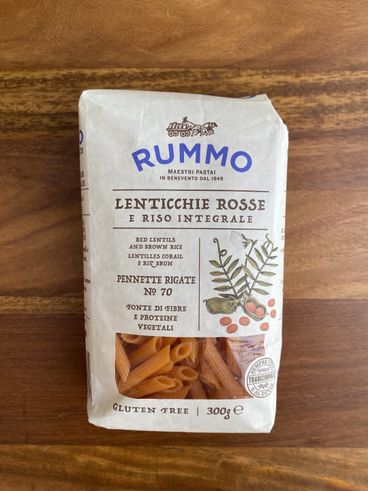 RUMMO
MAESTRI PASTAI
IN BENEVENTO DAL 1846
LENTICCHIE ROSSE
E RISO INTEGRALE
RED LENTILS
AND BROWN RICE
LENTILLES CORAIL
E RIZ BRUN
PENNETTE RIGATE
No 70
FONTE DI FIBRE
E PROTEINE
VEGETALI
TRADIZIONALE
GLUTEN FREE | 300g e